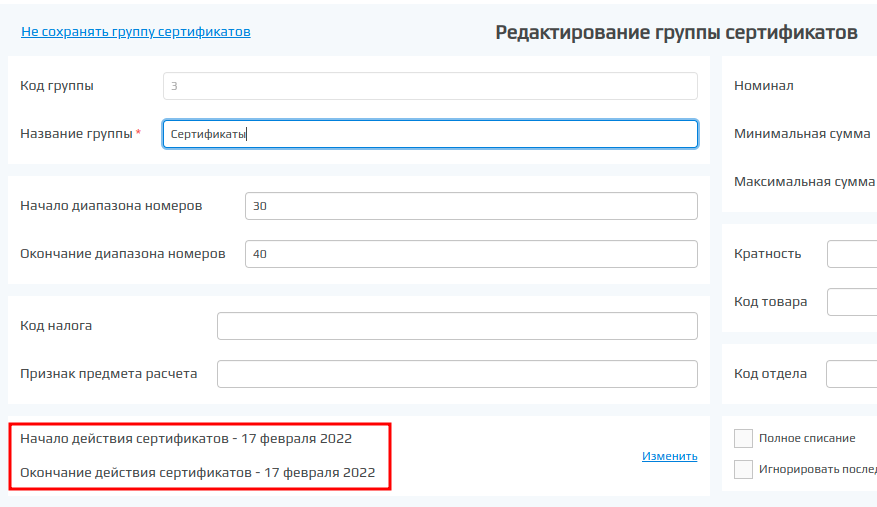 Не сохранять группу сертификатов
Редактирование группы сертификатов
Код группы
3
Название группы *
Сертификаты
Начало диапазона номеров
30
Окончание диапазона номеров
40
Код налога
Признак предмета расчета
Начало действия сертификатов - 17 февраля 2022
Окончание действия сертификатов - 17 февраля 2022
Изменить
Номинал
Минимальная сумма
Максимальная сумма
Кратность
Код товара
Код отдела
Полное списание
Игнорировать послед